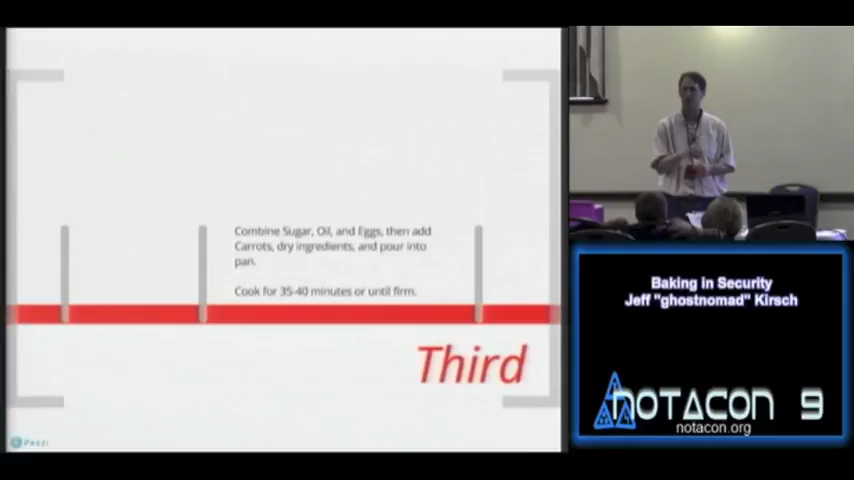 Combine Sugar, Oil, and Eggs, then add
Carrots, dry ingredients, and pour into
pan.
Cook for 35-40 minutes or until firm.
Third
Prezi
Baking in Security
Jeff "ghostnomad" Kirsch
NOTACON 9
notacon.org